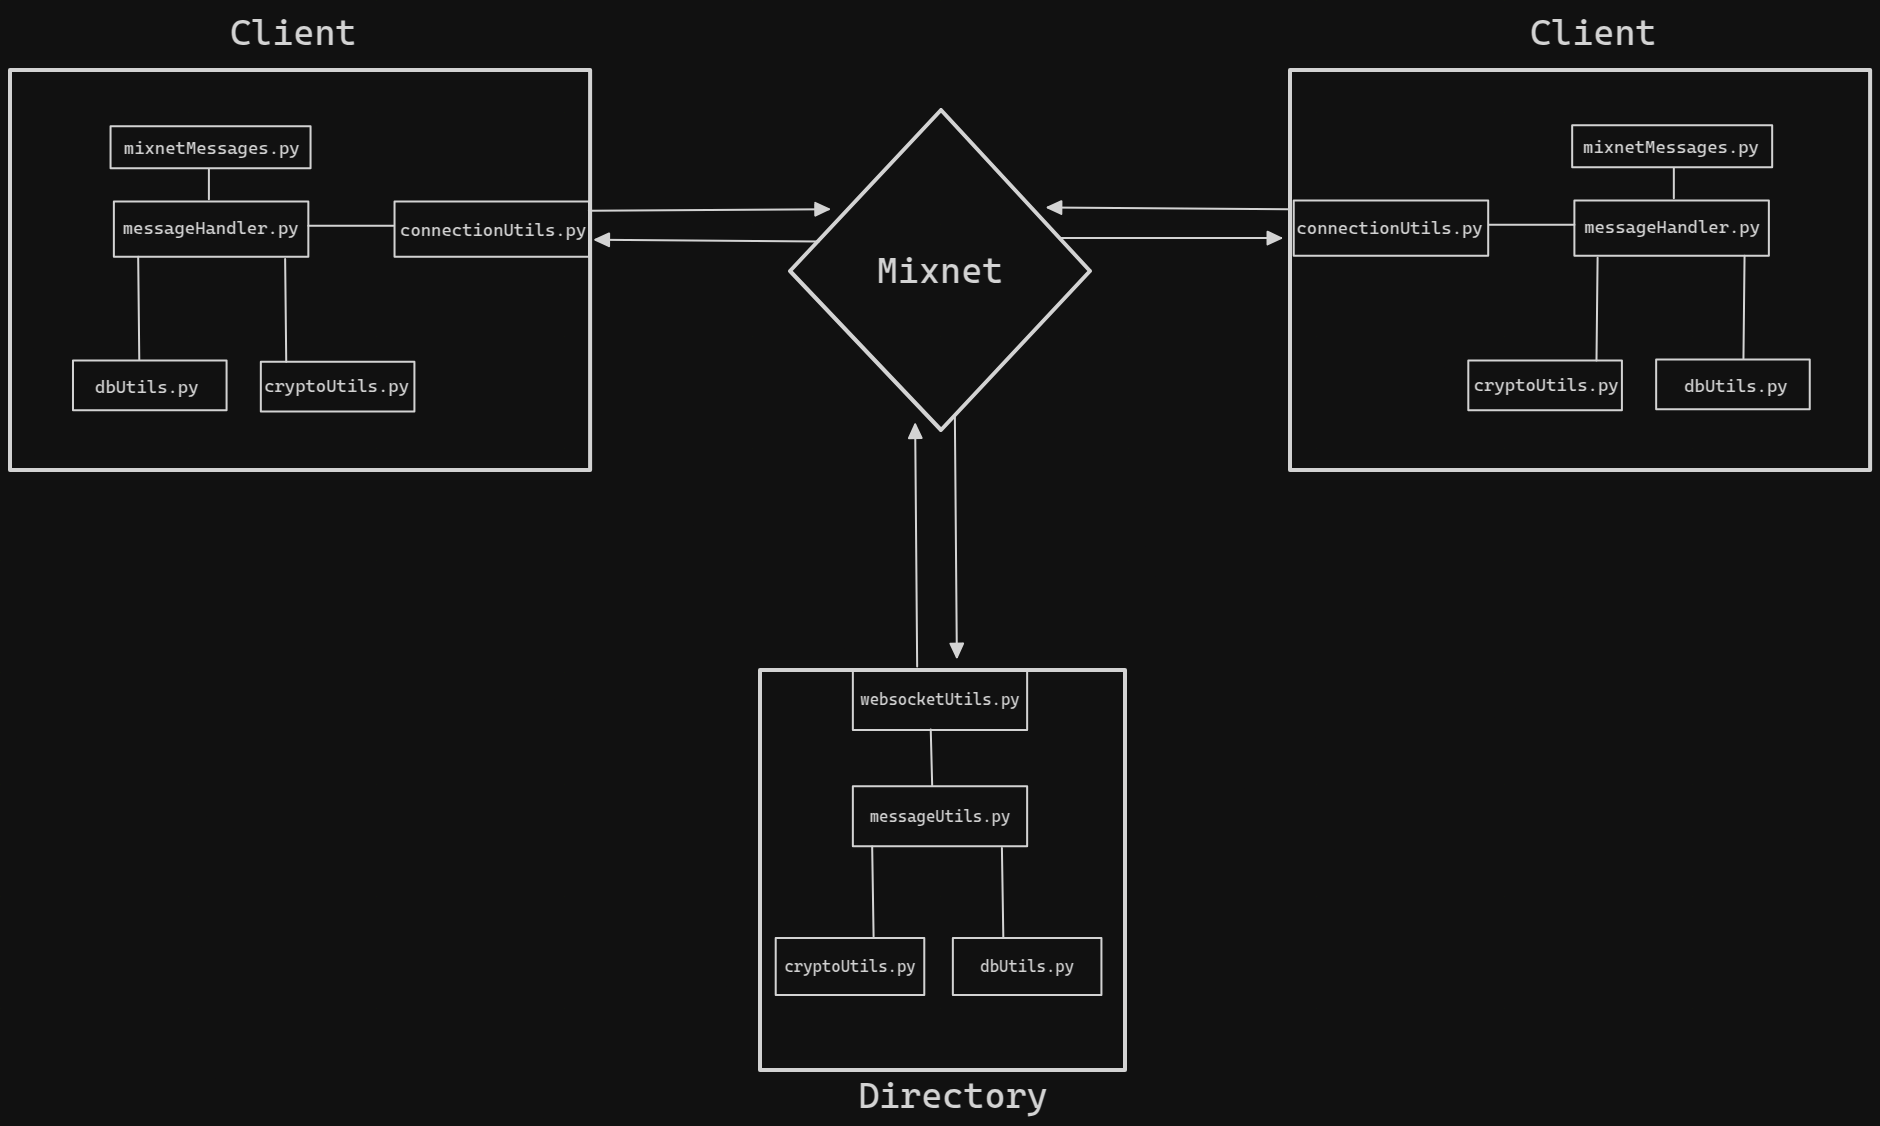 Client
mixnetMessages.py
messageHandler.py
connectionUtils.py
dbUtils.py
cryptoUtils.py
Mixnet
Client
mixnetMessages.py
connectionUtils.py
messageHandler.py
cryptoUtils.py
dbUtils.py
websocketUtils.py
messageUtils.py
cryptoUtils.py
dbUtils.py
Directory